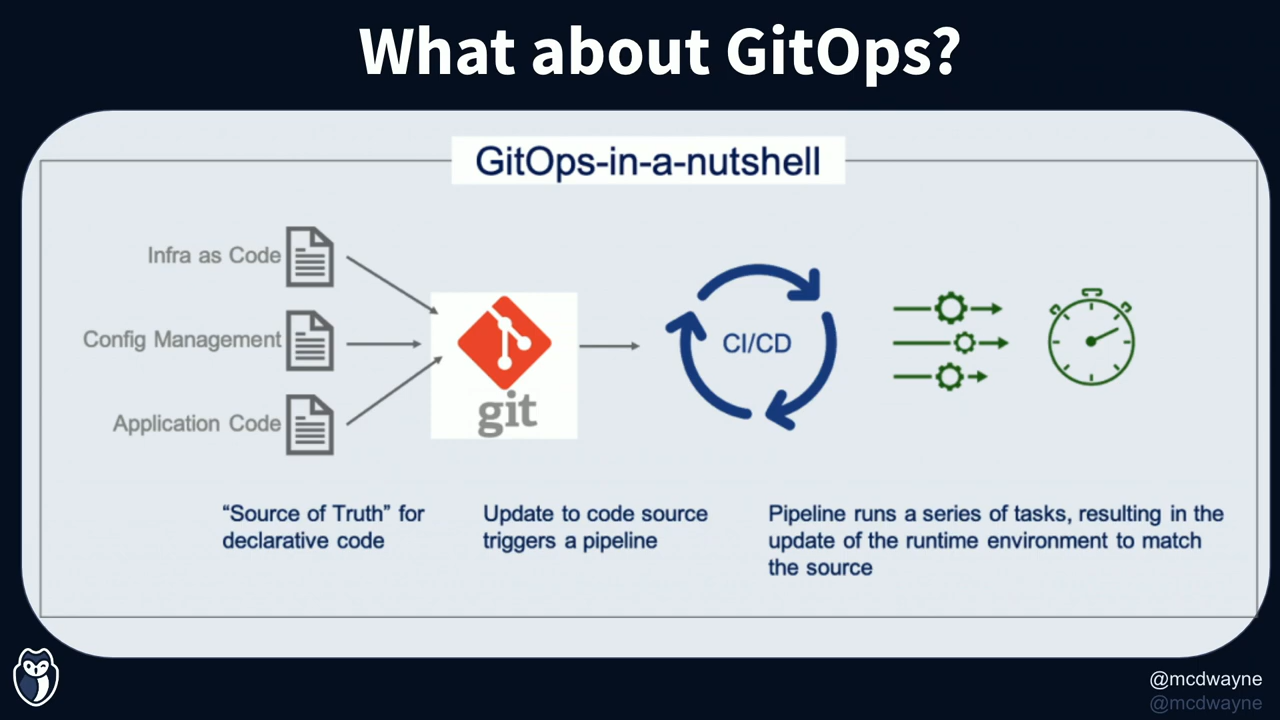 What about GitOps?
GitOps-in-a-nutshell
Infra as Code
Config Management
Application Code
git
CI/CD
“Source of Truth” for
declarative code
Update to code source
triggers a pipeline
Pipeline runs a series of tasks, resulting in the
update of the runtime environment to match
the source
@mcdwayne
@mcdwayne